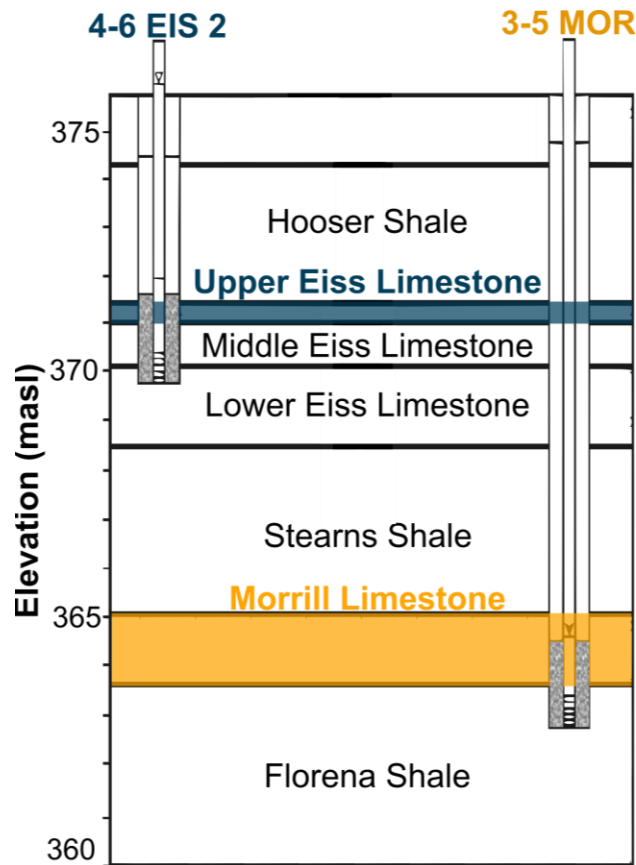 4-6 EIS 2
3-5 MOR
375
Hooser Shale
Upper Eiss Limestone
Middle Eiss Limestone
370
Lower Eiss Limestone
Elevation (masl)
Stearns Shale
Morrill Limestone
365
Florena Shale
360